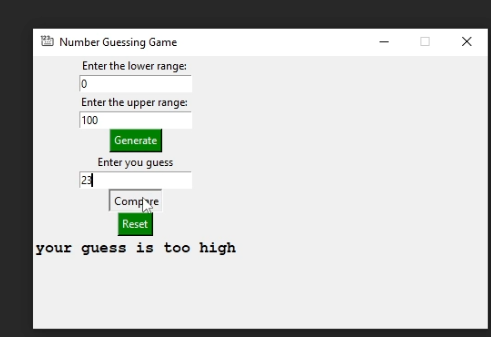 Number Guessing Game
Enter the lower range:
0
Enter the upper range:
100
Generate
Enter you guess
23
Compare
Reset
your guess is too high